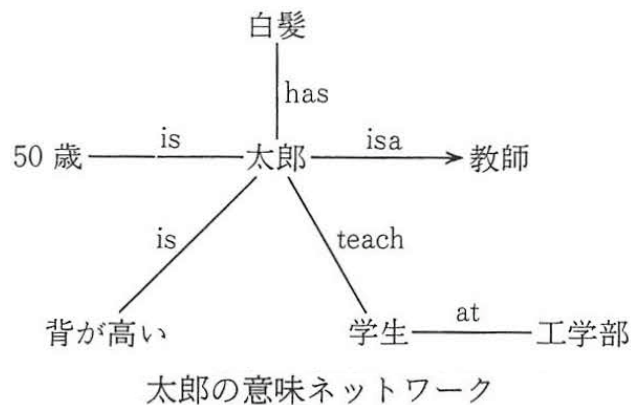 白髪
has
50歳 is 太郎 isa 教師
is teach
背が高い 学生 at 工学部
太郎の意味ネットワーク